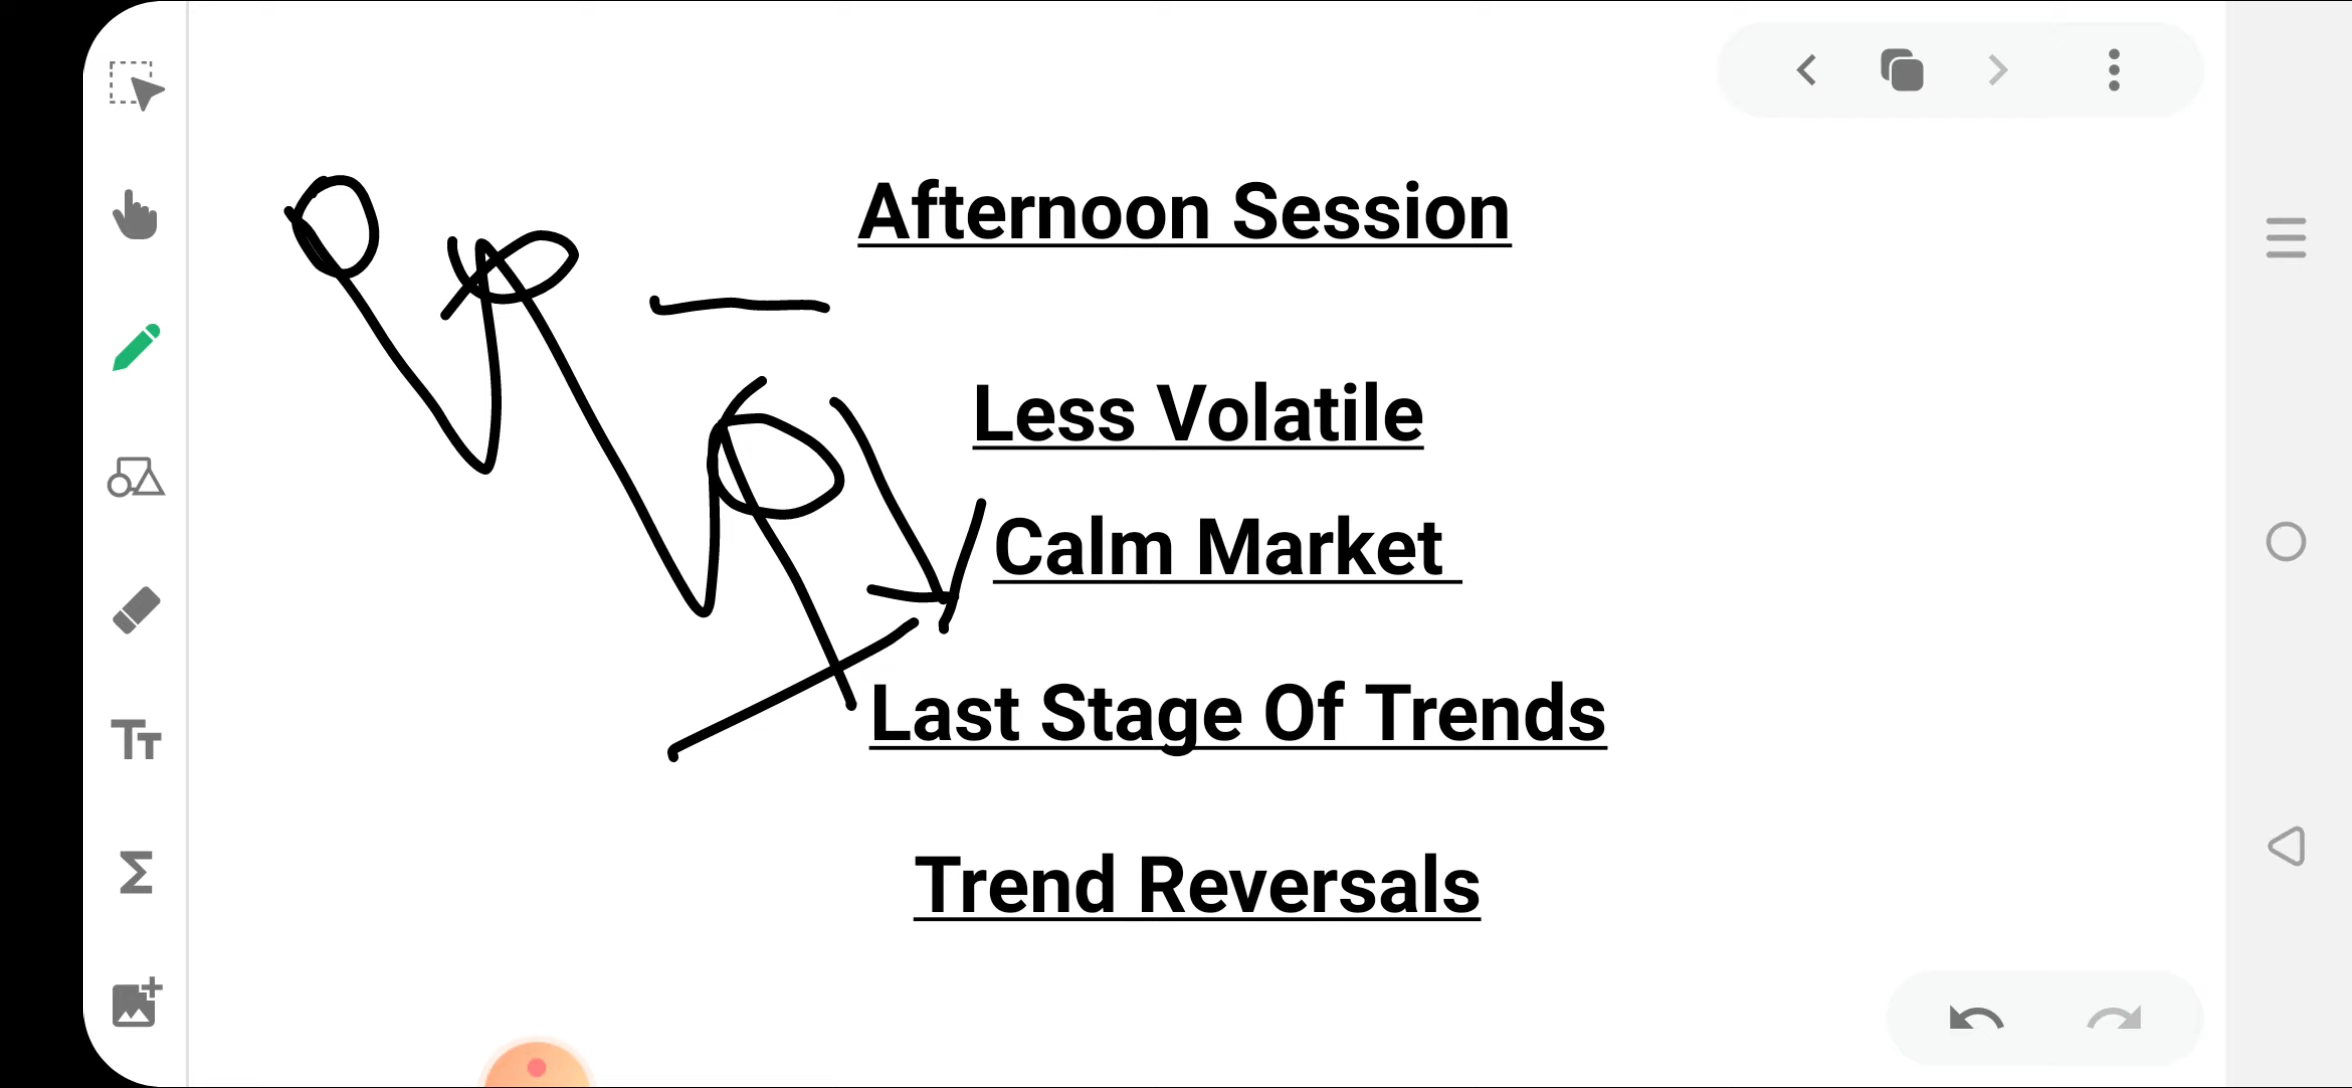 Afternoon Session
Less Volatile
Calm Market
Last Stage Of Trends
Trend Reversals